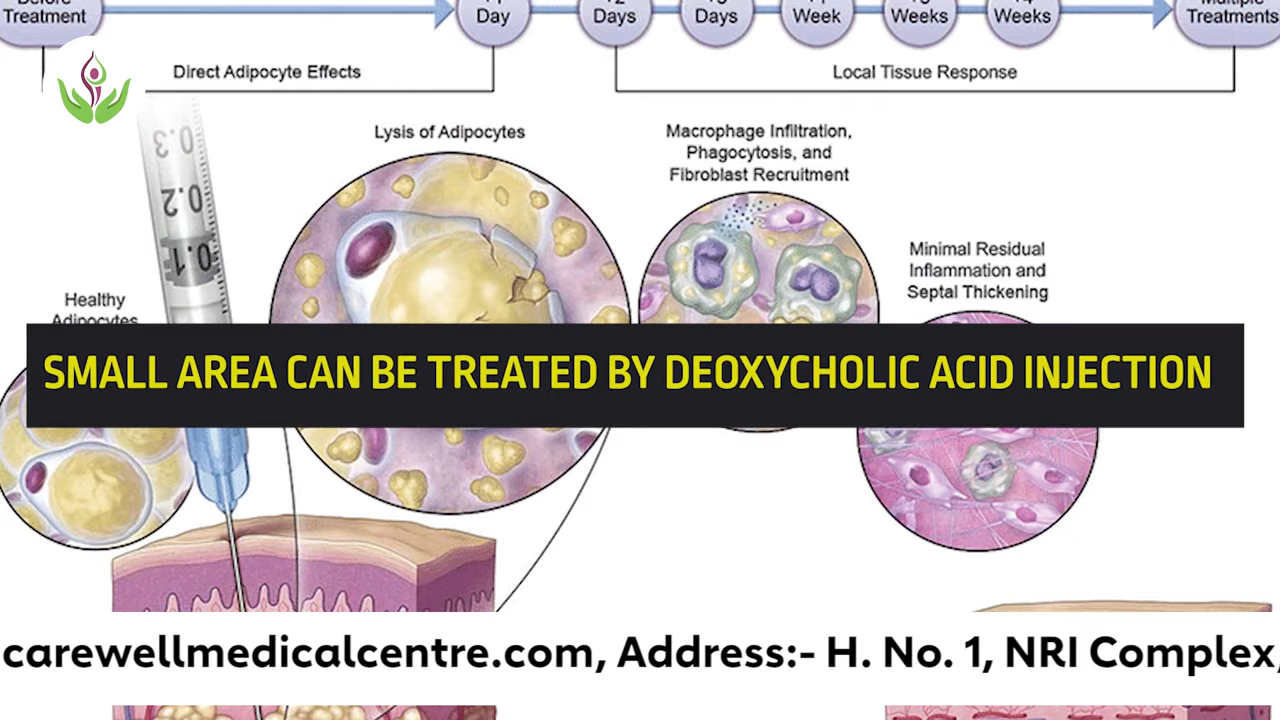 Before
Treatment
Day
Days
Days
Week
Weeks
Weeks
Multiple
Treatments
Direct Adipocyte Effects
Local Tissue Response
0.3
0.2
0.1
Lysis of Adipocytes
Macrophage Infiltration,
Phagocytosis, and
Fibroblast Recruitment
Minimal Residual
Inflammation and
Septal Thickening
Healthy
Adipocytes
SMALL AREA CAN BE TREATED BY DEOXYCHOLIC ACID INJECTION
carewellmedicalcentre.com, Address:- H. No. 1, NRI Complex,